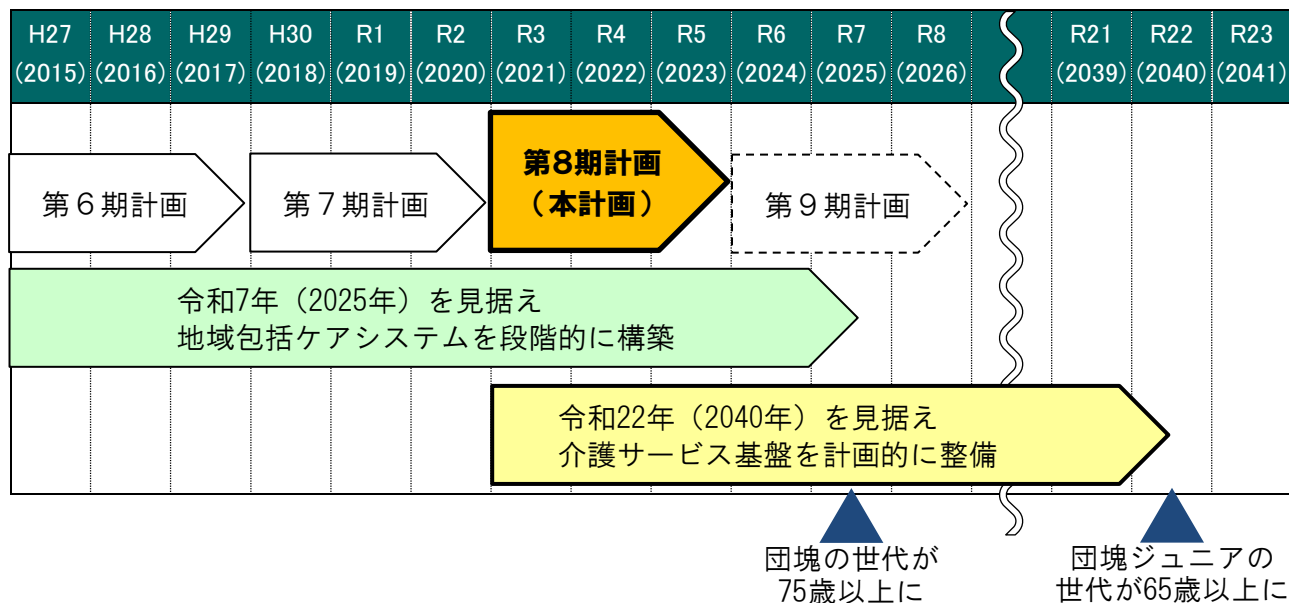 H27 H28 H29 H30 R1 R2 R3 R4 R5 R6 R7 R8 R21 R22 R23
(2015) (2016) (2017) (2018) (2019) (2020) (2021) (2022) (2023) (2024) (2025) (2026) (2039) (2040) (2041)
第６期計画
第７期計画
第8期計画
（本計画）
第９期計画
令和7年（2025年）を見据え
地域包括ケアシステムを段階的に構築
令和22年（2040年）を見据え
介護サービス基盤を計画的に整備
団塊の世代が
75歳以上に
団塊ジュニアの
世代が65歳以上に